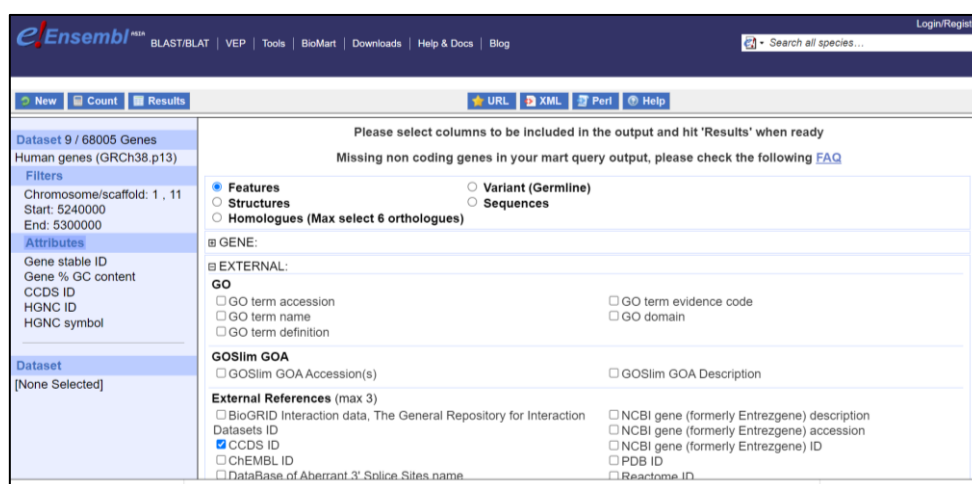 Login/Regist
e!Ensembl BETA BLAST/BLAT | VEP | Tools | BioMart | Downloads | Help & Docs | Blog
Search all species...
New Count Results URL XML Perl Help
Dataset 9 / 68005 Genes
Human genes (GRCh38.p13)
Filters
Chromosome/scaffold: 1 , 11
Start: 5240000
End: 5300000
Attributes
Gene stable ID
Gene % GC content
CCDS ID
HGNC ID
HGNC symbol
Dataset
[None Selected]
Please select columns to be included in the output and hit 'Results' when ready
Missing non coding genes in your mart query output, please check the following FAQ
Features Variant (Germline)
Structures Sequences
Homologues (Max select 6 orthologues)
GENE:
EXTERNAL:
GO
GO term accession GO term evidence code
GO term name GO domain
GO term definition
GOSlim GOA
GOSlim GOA Accession(s) GOSlim GOA Description
External References (max 3)
BioGRID Interaction data, The General Repository for Interaction NCBI gene (formerly Entrezgene) description
Datasets ID NCBI gene (formerly Entrezgene) accession
CCDS ID NCBI gene (formerly Entrezgene) ID
ChEMBL ID PDB ID
DataBase of Aberrant 3' Splice Sites name Reactome ID